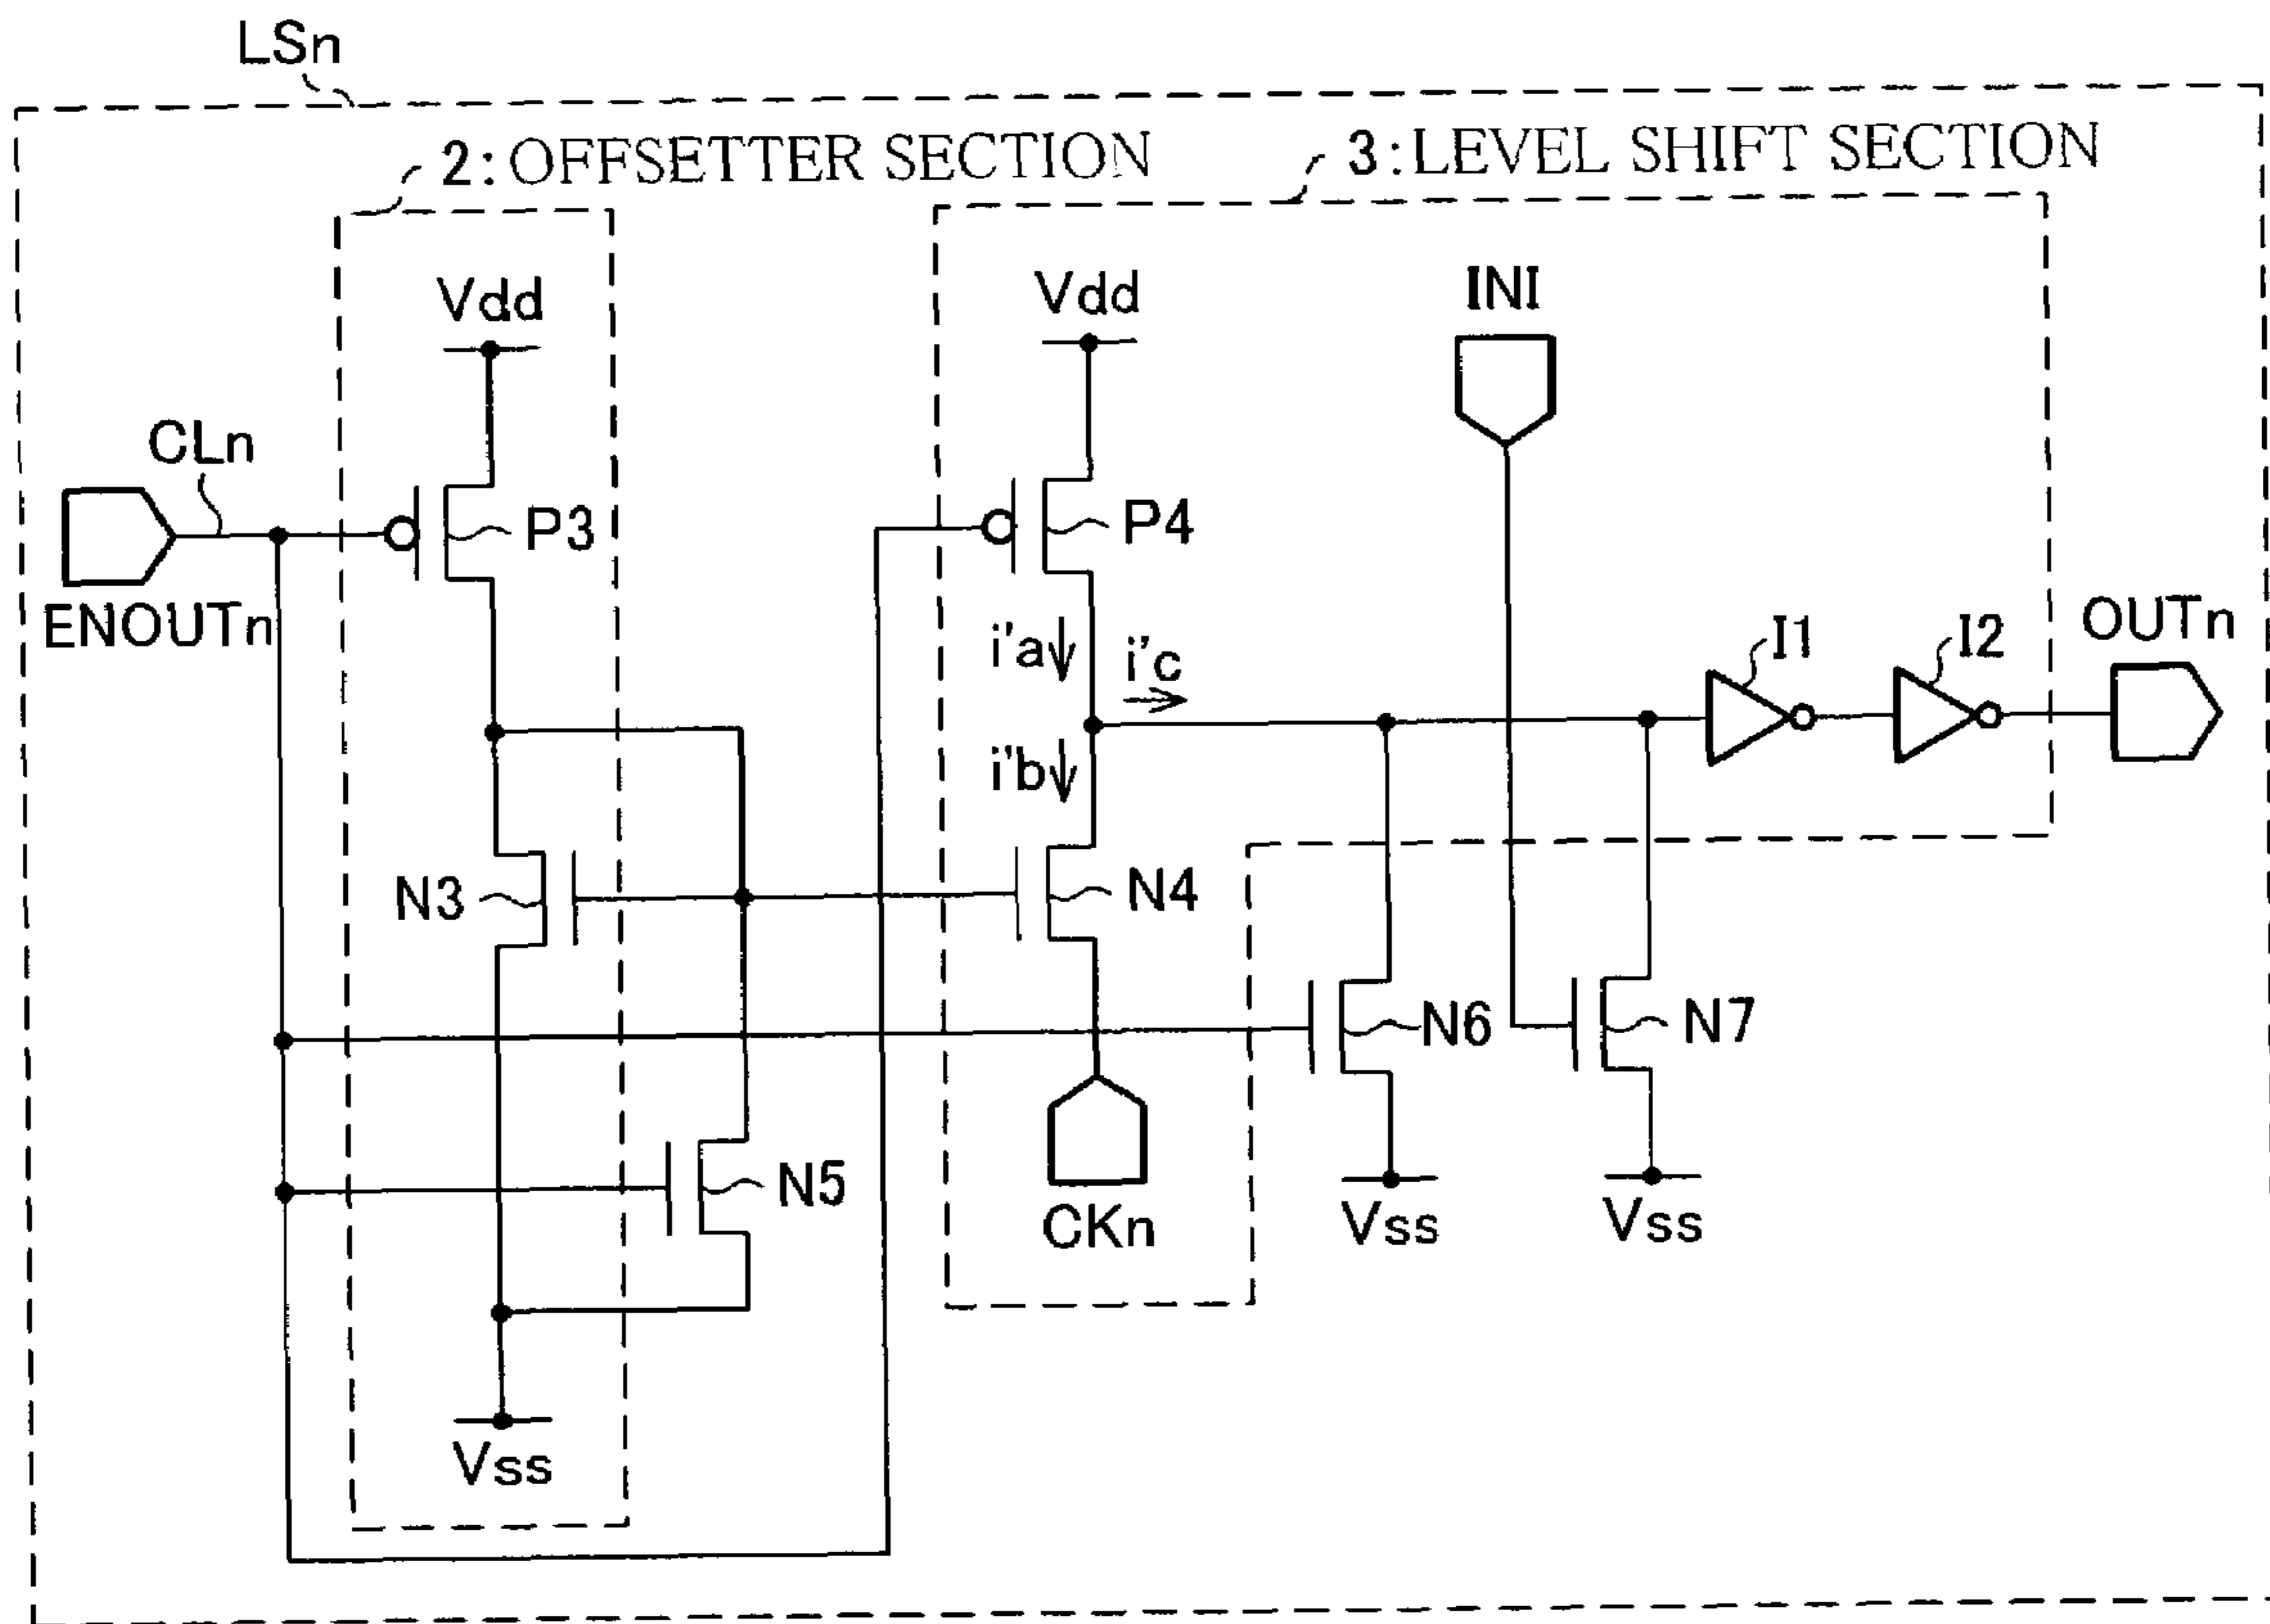 LSn
2: OFFSETTER SECTION
3: LEVEL SHIFT SECTION
Vdd
Vdd
INI
CLn
P3
P4
ENOUTn
i'a
i'c
I1
I2
OUTn
i'b
N3
N4
N6
N7
N5
CKn
Vss
Vss
Vss